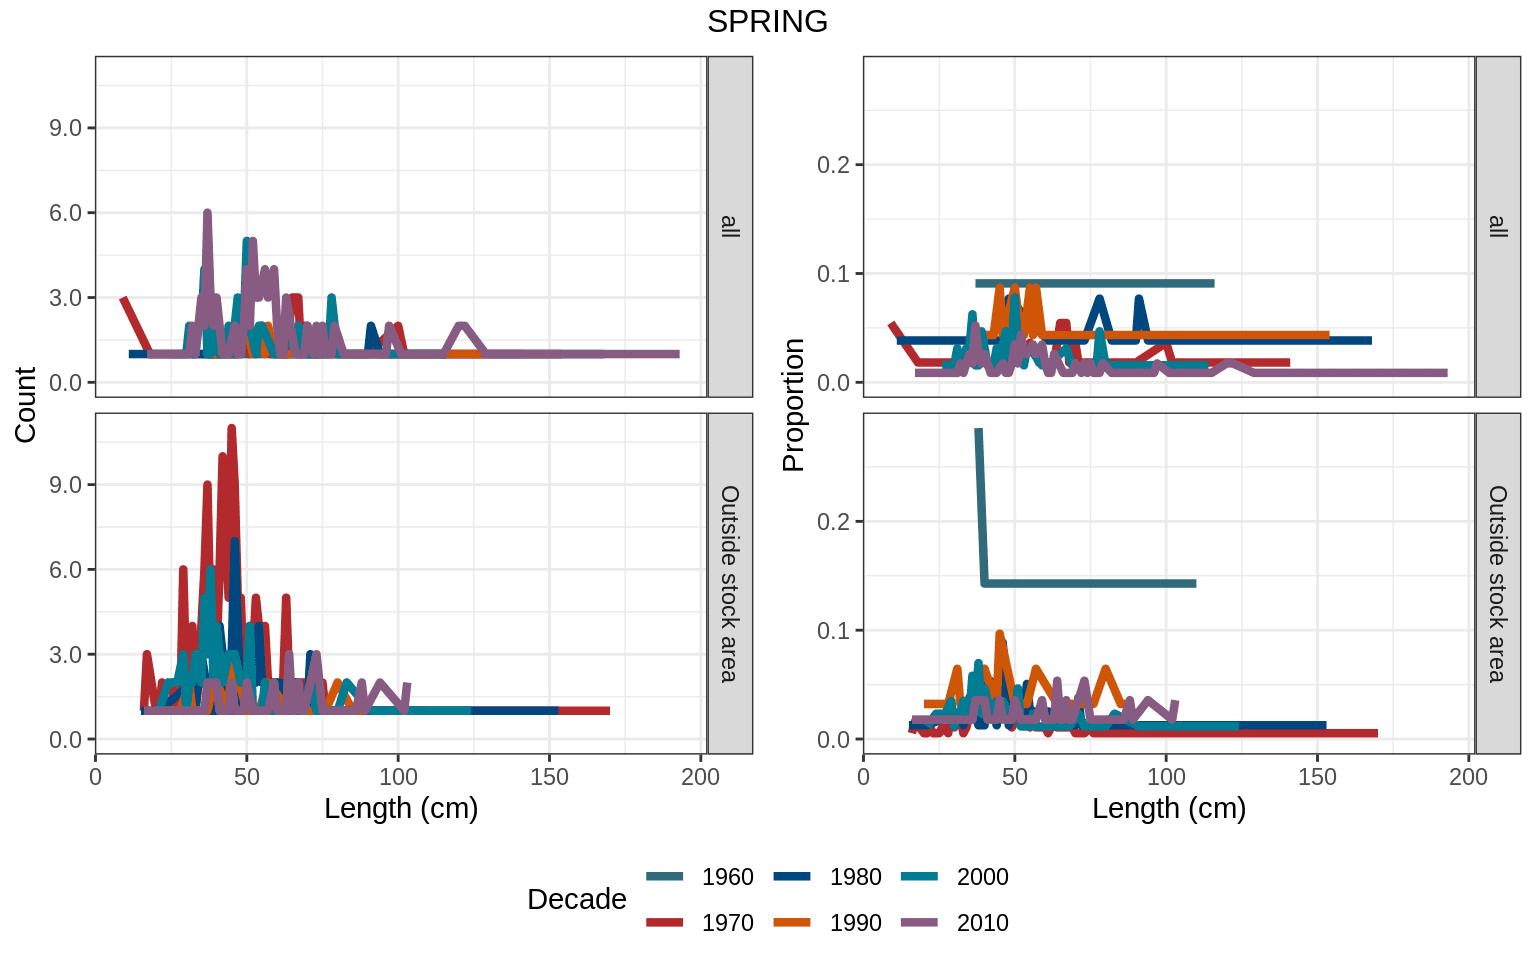 SPRING
Count
9.0
6.0
3.0
0.0
all
9.0
6.0
3.0
0.0
Outside stock area
0 50 100 150 200
Length (cm)
Proportion
0.2
0.1
0.0
all
0.2
0.1
0.0
Outside stock area
0 50 100 150 200
Length (cm)
Decade
1960 1980 2000
1970 1990 2010